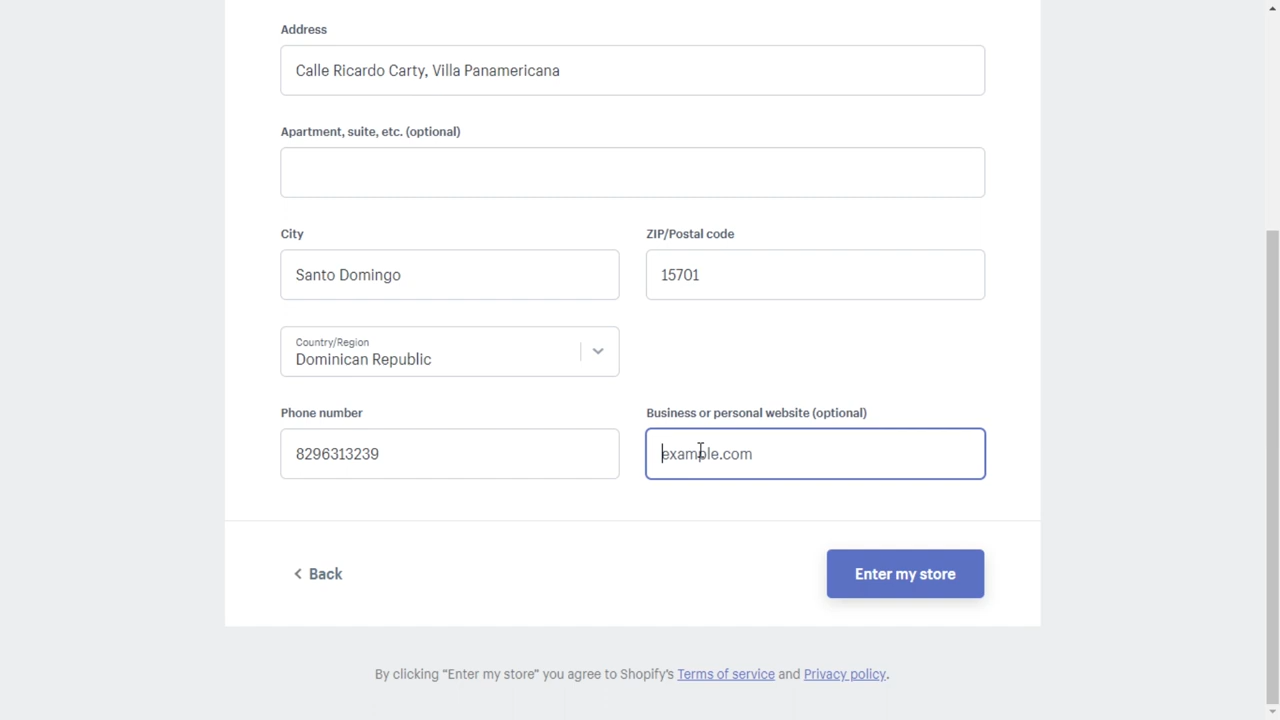 Address
Calle Ricardo Carty, Villa Panamericana
Apartment, suite, etc. (optional)
City
ZIP/Postal code
Santo Domingo
15701
Country/Region
Dominican Republic
Phone number
Business or personal website (optional)
8296313239
example.com
Back
Enter my store
By clicking “Enter my store” you agree to Shopify’s Terms of service and Privacy policy.